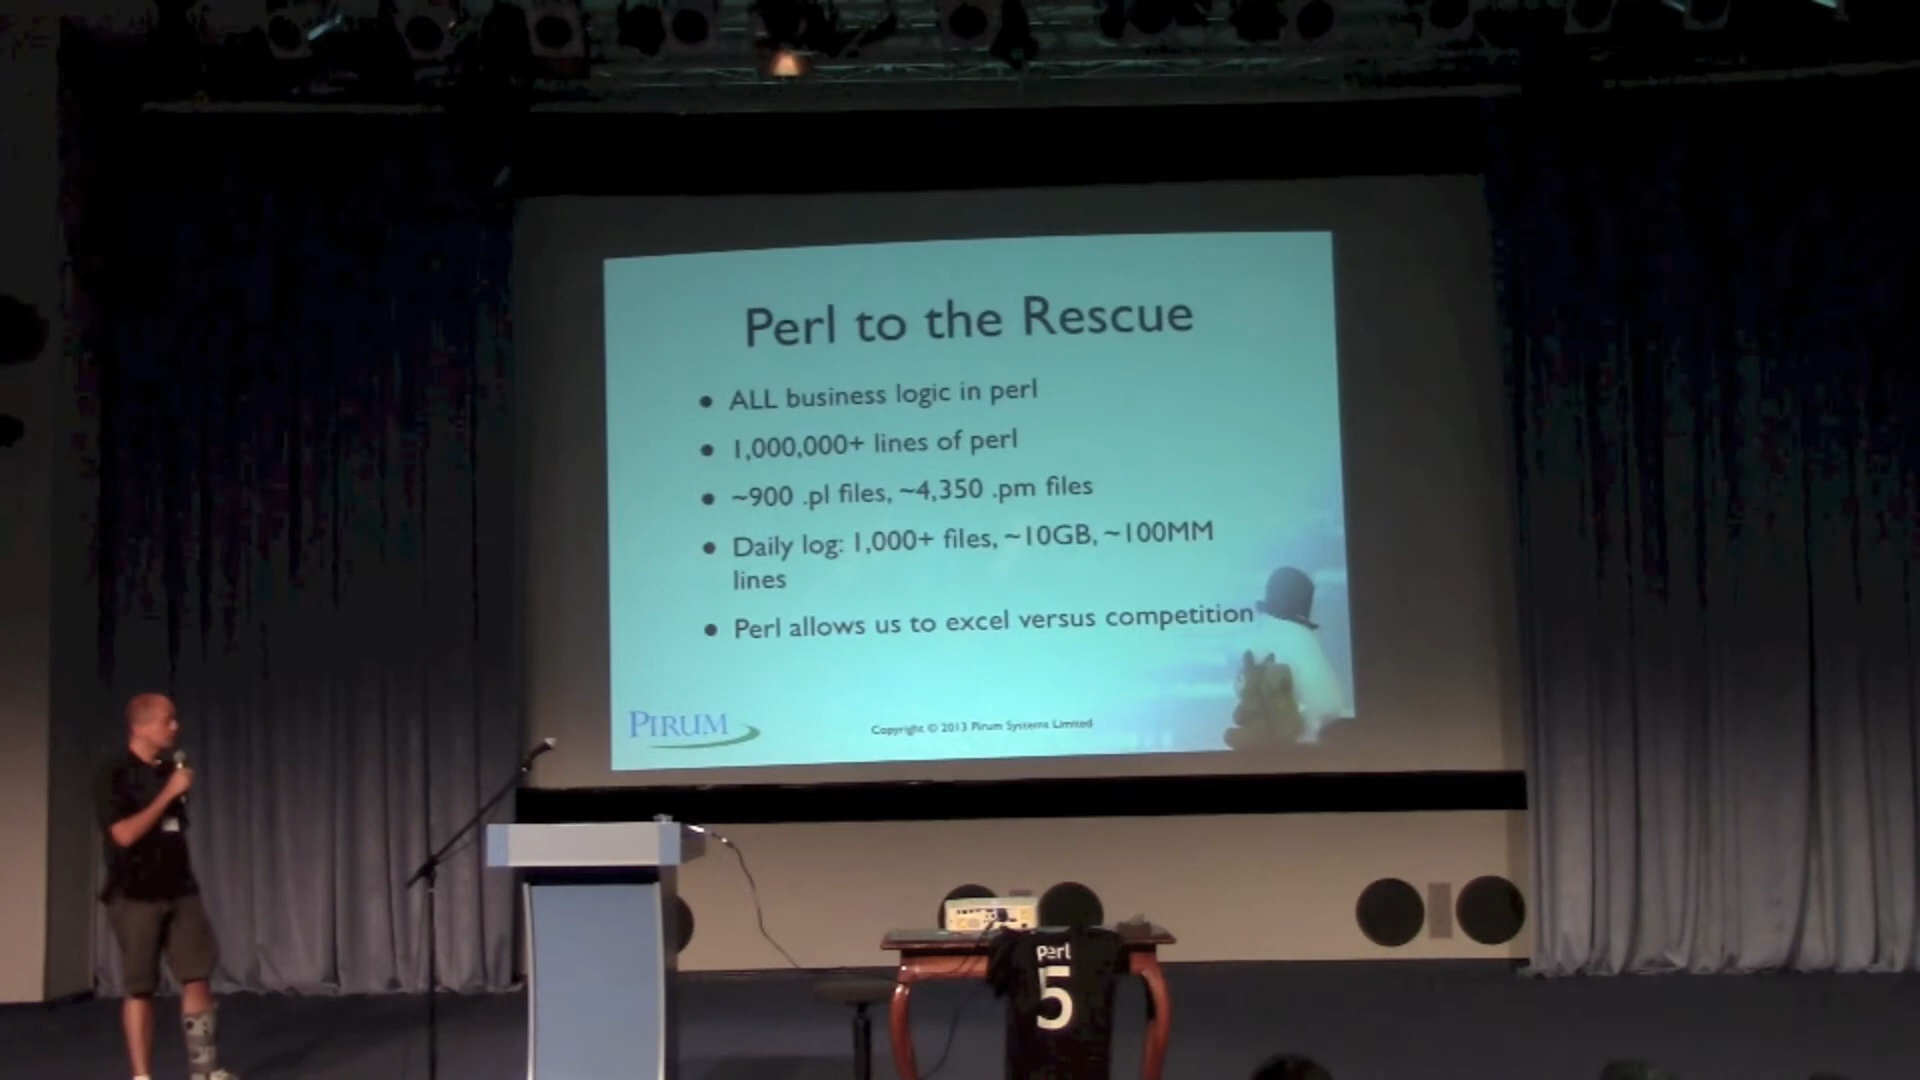 Perl to the Rescue
• ALL business logic in perl
• 1,000,000+ lines of perl
• ~900 .pl files, ~4,350 .pm files
• Daily log: 1,000+ files, ~10GB, ~100MM
lines
• Perl allows us to excel versus competition
PIRUM
Copyright © 2013 Pirum Systems Limited
perl
5